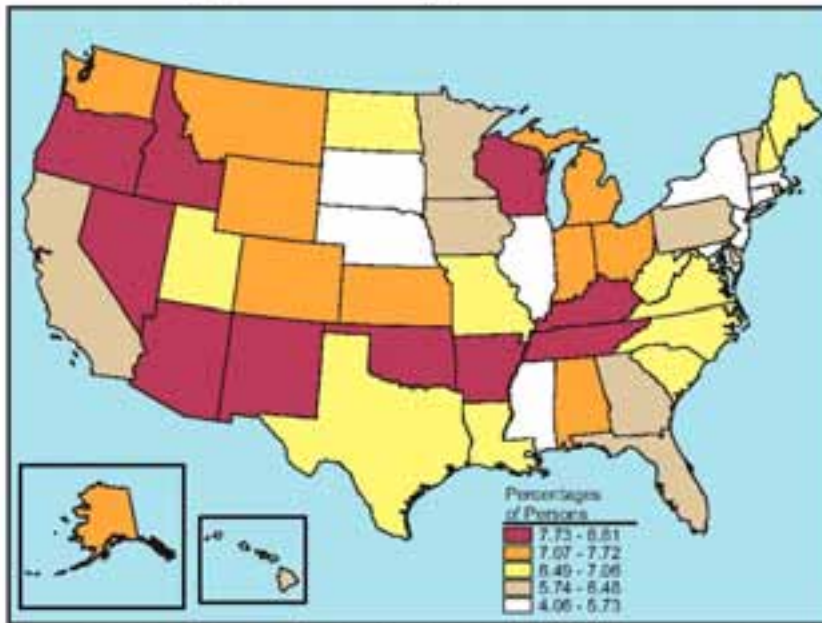 Percentages
of Persons
7.73 - 8.81
7.07 - 7.72
6.49 - 7.06
5.74 - 6.48
4.06 - 5.73